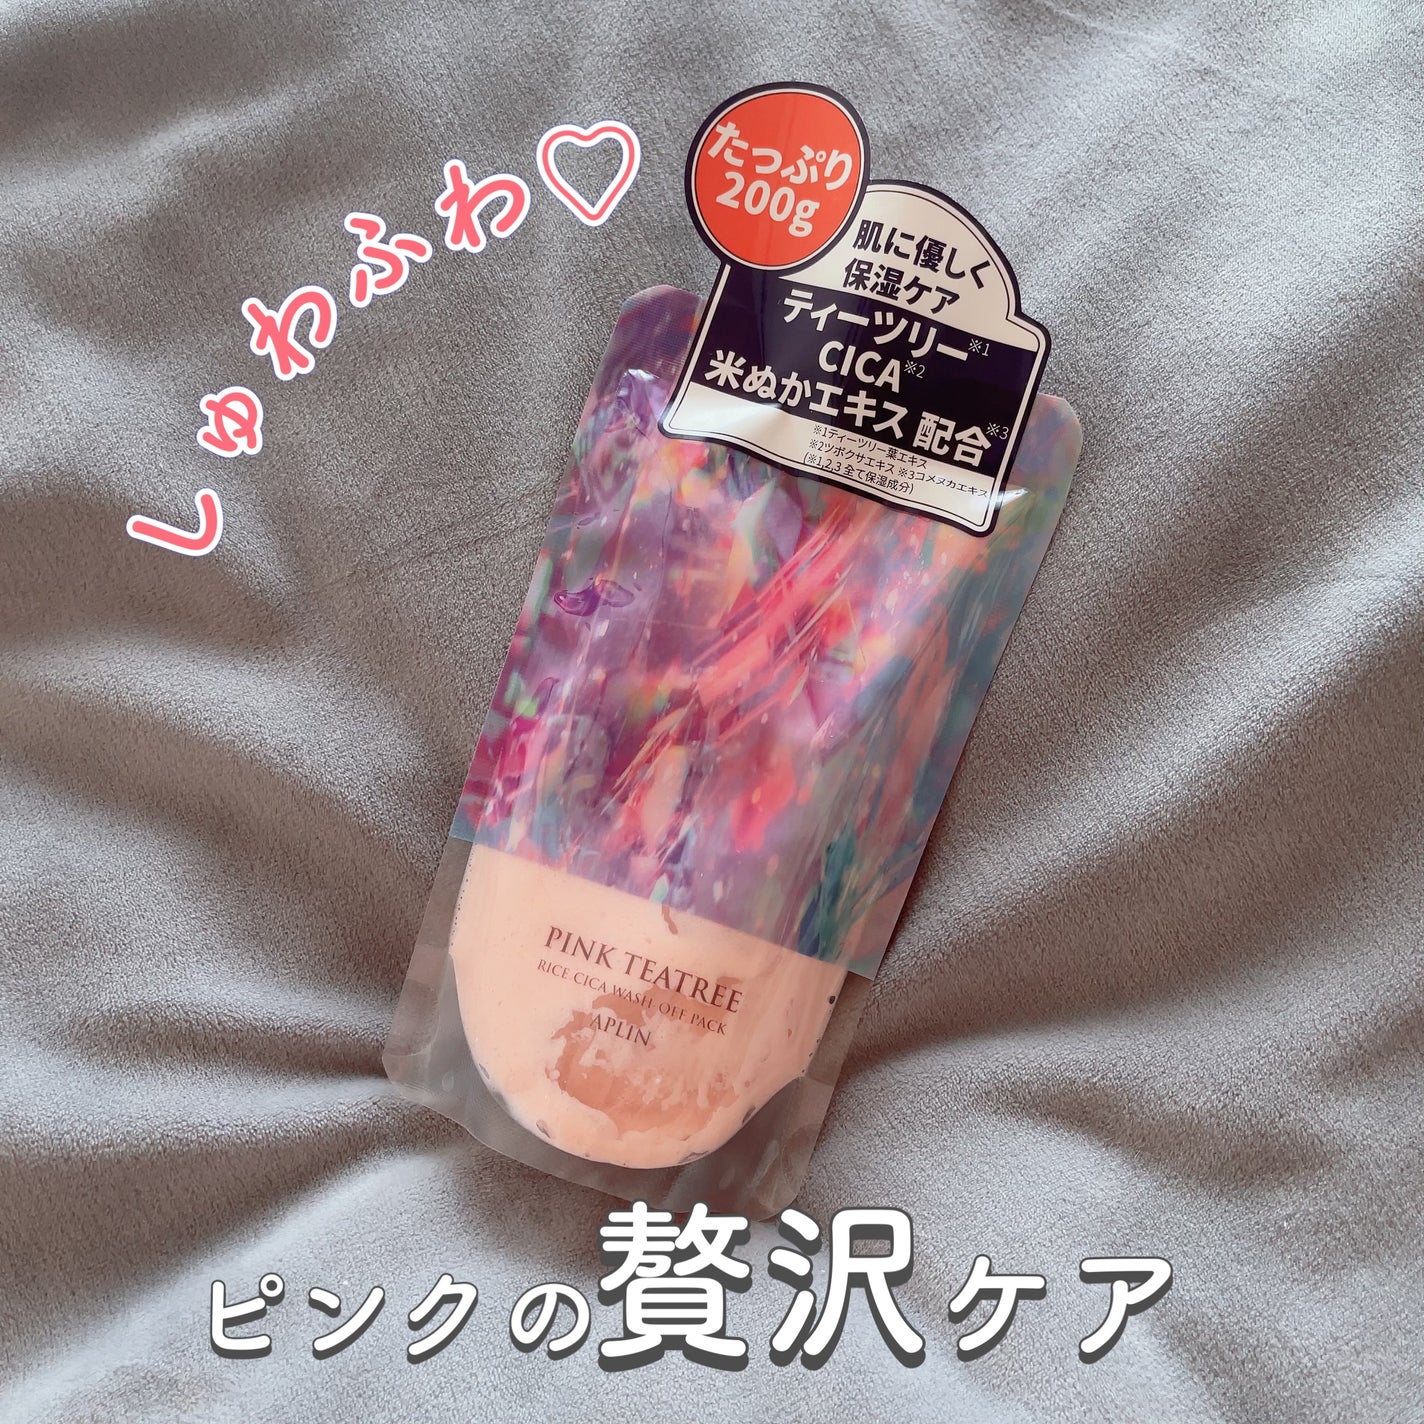 しゅわふわ♡
たっぷり
200g
肌に優しく
保湿ケア
ティーツリー※1
CICA※2
米ぬかエキス 配合※3
※1ティーツリー葉エキス
※2ツボクサエキス ※3コメヌカエキス
(※1,2,3 全て保湿成分)
PINK TEATREE
RICE CICA WASH-OFF PACK
APLIN
ピンクの贅沢ケア